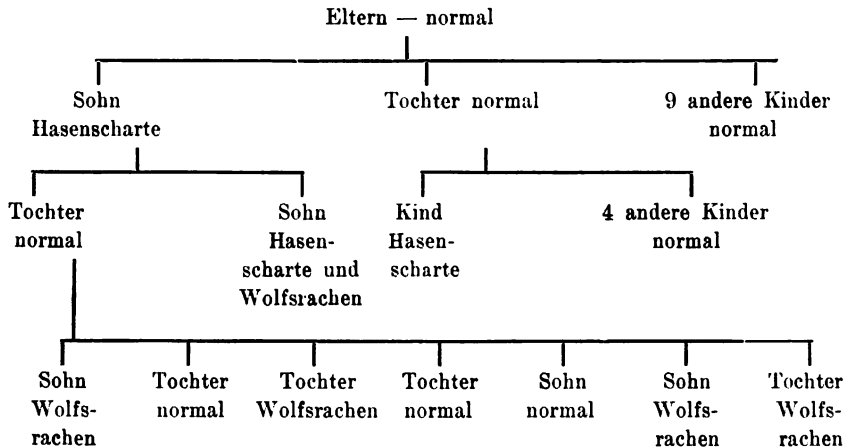 Eltern — normal
Sohn
Hasenscharte
Tochter normal
9 andere Kinder
normal
Tochter
normal
Sohn
Hasen-
scharte und
Wolfsrachen
Kind
Hasen-
scharte
4 andere Kinder
normal
Sohn
Wolfs-
rachen
Tochter
normal
Tochter
Wolfsrachen
Tochter
normal
Sohn
normal
Sohn
Wolfs-
rachen
Tochter
Wolfs-
rachen